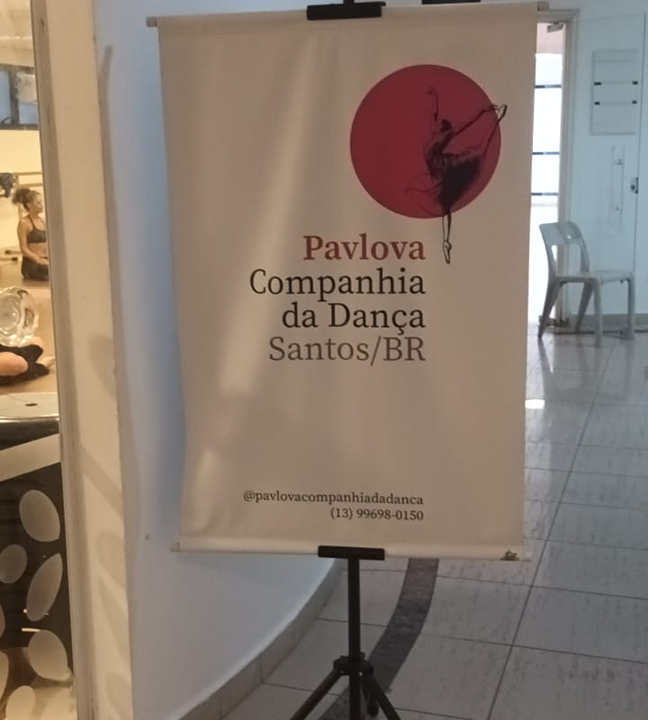 Pavlova
Companhia
da Dança
Santos/BR
@pavlovacompanhiadadanca
(13) 99698-0150